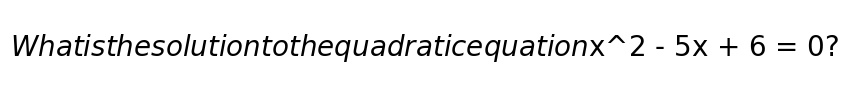 Whatisthesolutiontothequadraticequationx^2 - 5x + 6 = 0?